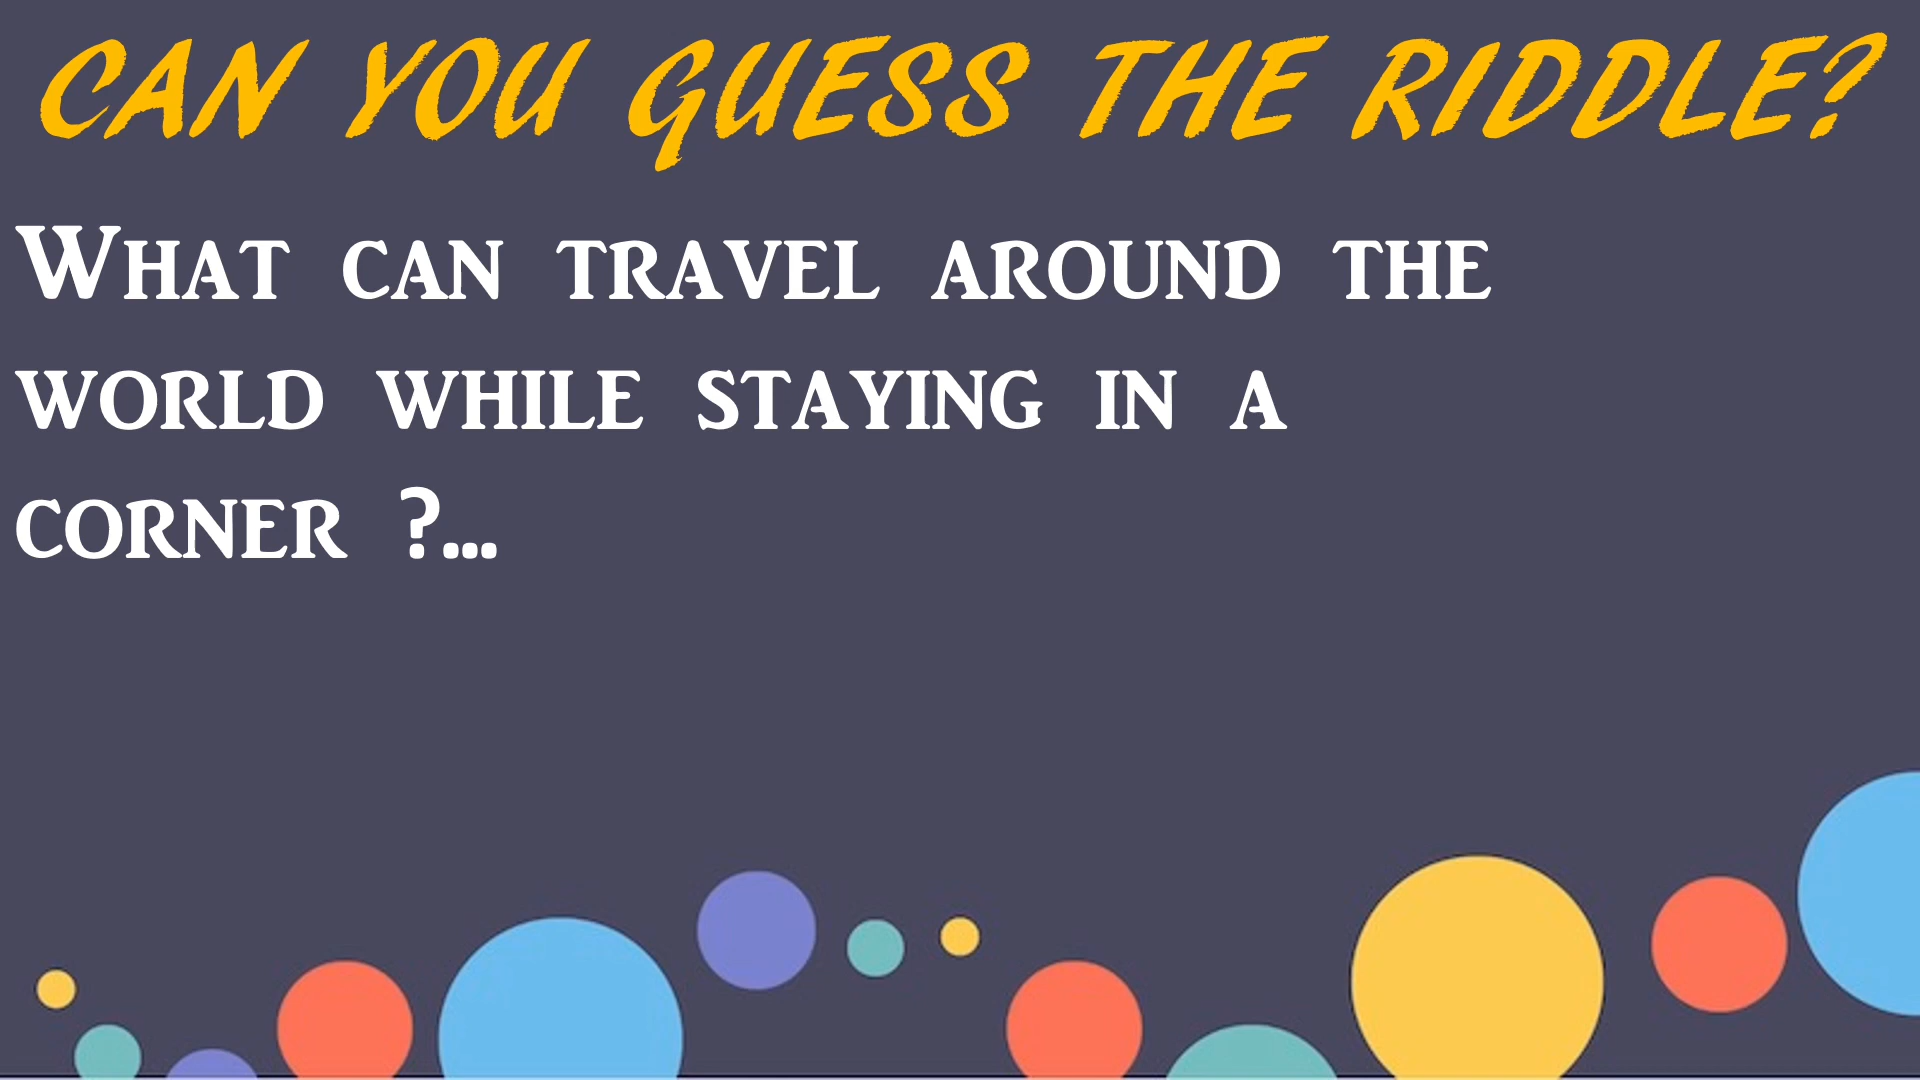 CAN YOU GUESS THE RIDDLE?
What can travel around the
world while staying in a
corner ?...